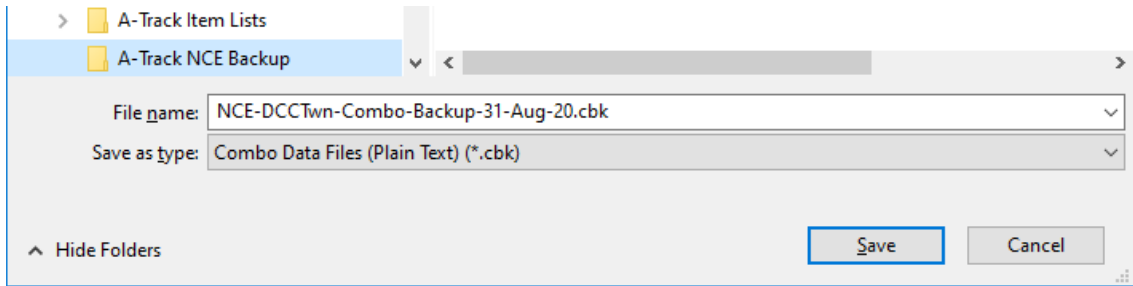 A-Track Item Lists
A-Track NCE Backup
File name: NCE-DCCTwn-Combo-Backup-31-Aug-20.cbk
Save as type: Combo Data Files (Plain Text) (*.cbk)
Hide Folders Save Cancel